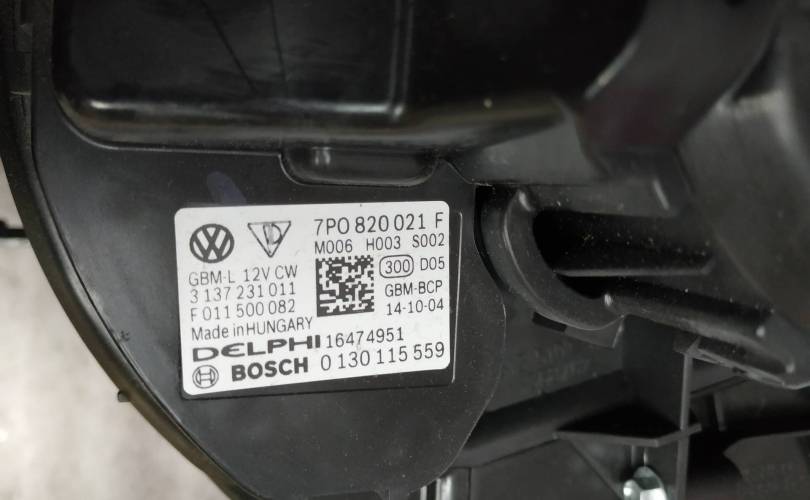 7P0 820 021 F
M006 H003 S002
GBM-L 12V CW
300 D05
3 137 231 011
GBM-BCP
F 011 500 082
14-10-04
Made in HUNGARY
DELPHI 16474951
BOSCH 0 130 115 559